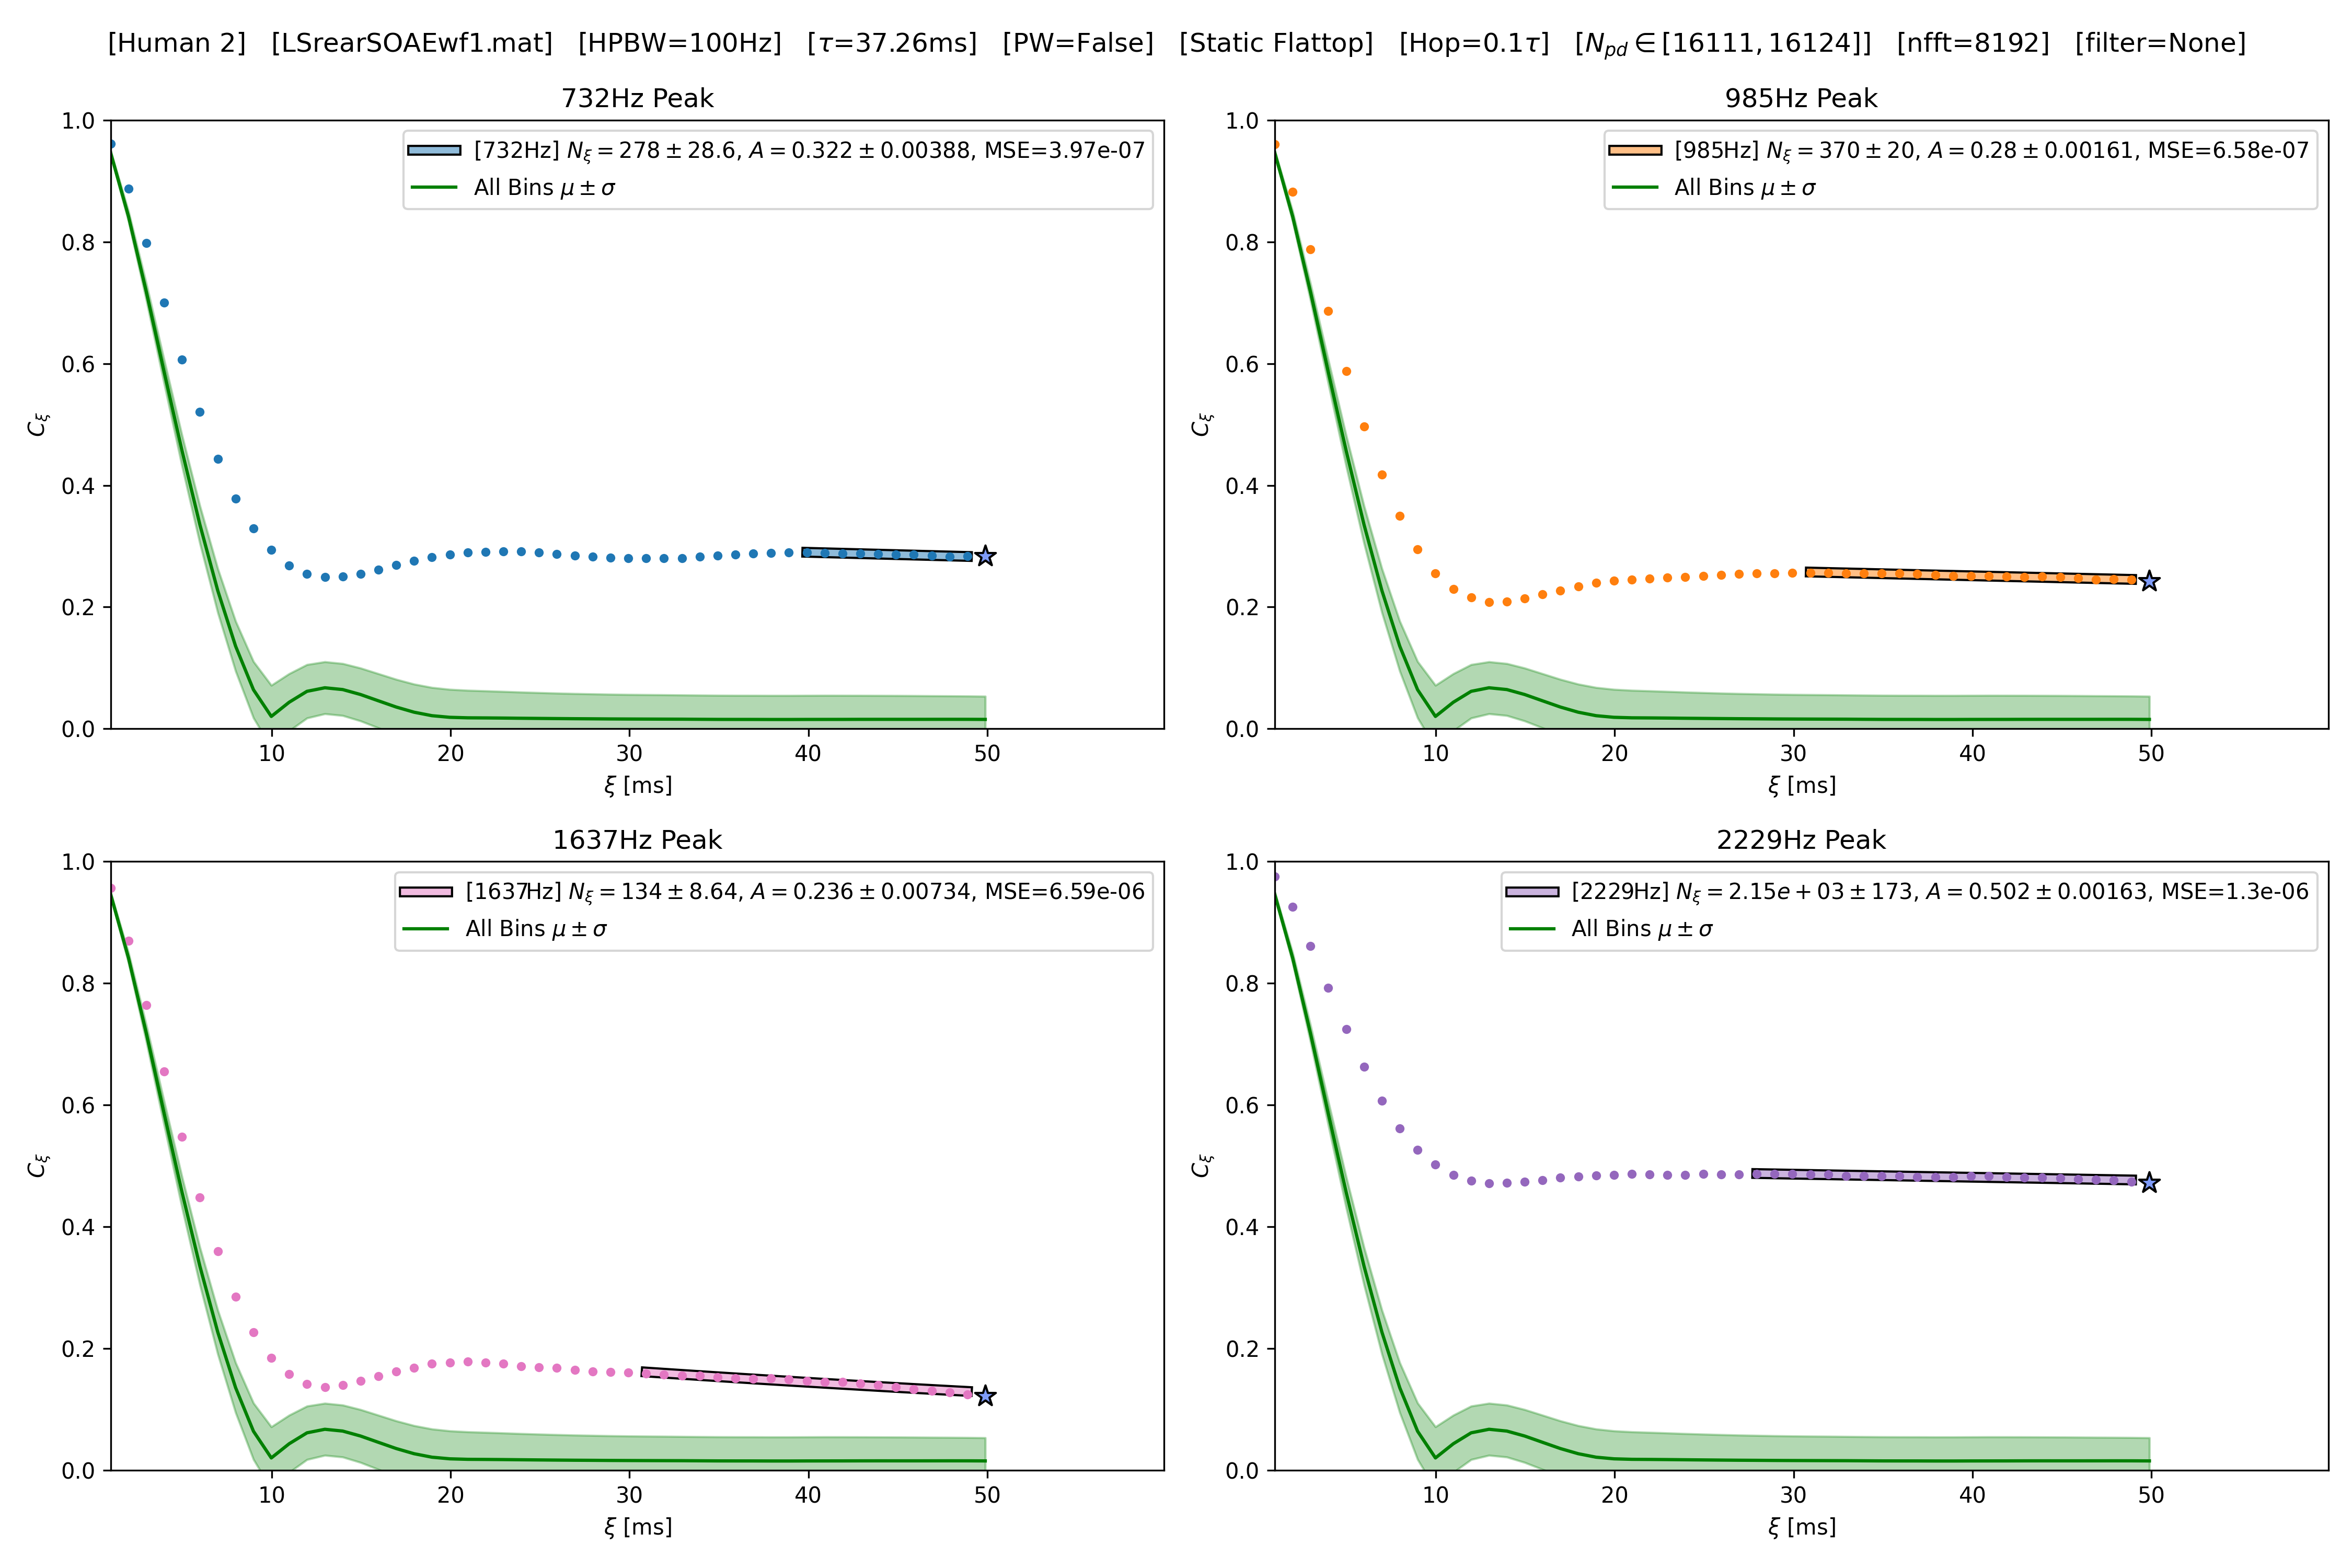 [Human 2] [LSrearSOAEwf1.mat] [HPBW=100Hz] [τ=37.26ms] [PW=False] [Static Flattop] [Hop=0.1τ] [N_{pd} ∈ [16111, 16124]] [nfft=8192] [filter=None]
732Hz Peak
[732Hz] N_ξ = 278 ± 28.6, A = 0.322 ± 0.00388, MSE=3.97e-07
All Bins μ ± σ
1.0
0.8
0.6
0.4
0.2
0.0
C_ξ
10 20 30 40 50
ξ [ms]
985Hz Peak
[985Hz] N_ξ = 370 ± 20, A = 0.28 ± 0.00161, MSE=6.58e-07
All Bins μ ± σ
1.0
0.8
0.6
0.4
0.2
0.0
C_ξ
10 20 30 40 50
ξ [ms]
1637Hz Peak
[1637Hz] N_ξ = 134 ± 8.64, A = 0.236 ± 0.00734, MSE=6.59e-06
All Bins μ ± σ
1.0
0.8
0.6
0.4
0.2
0.0
C_ξ
10 20 30 40 50
ξ [ms]
2229Hz Peak
[2229Hz] N_ξ = 2.15e + 03 ± 173, A = 0.502 ± 0.00163, MSE=1.3e-06
All Bins μ ± σ
1.0
0.8
0.6
0.4
0.2
0.0
C_ξ
10 20 30 40 50
ξ [ms]